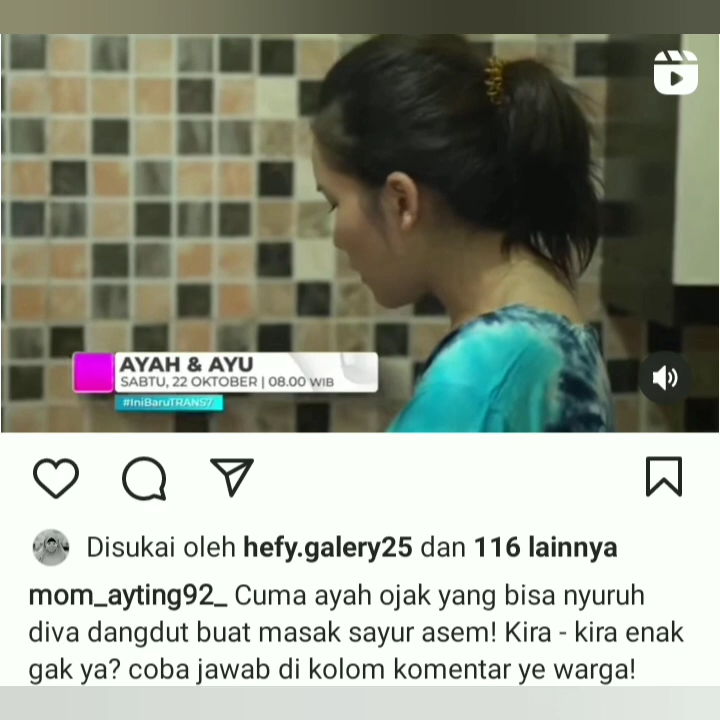 AYAH & AYU
SABTU, 22 OKTOBER | 08.00 WIB
#IniBaruTRANS7
Disukai oleh hefy.galery25 dan 116 lainnya
mom_ayting92_ Cuma ayah ojak yang bisa nyuruh
diva dangdut buat masak sayur asem! Kira - kira enak
gak ya? coba jawab di kolom komentar ye warga!